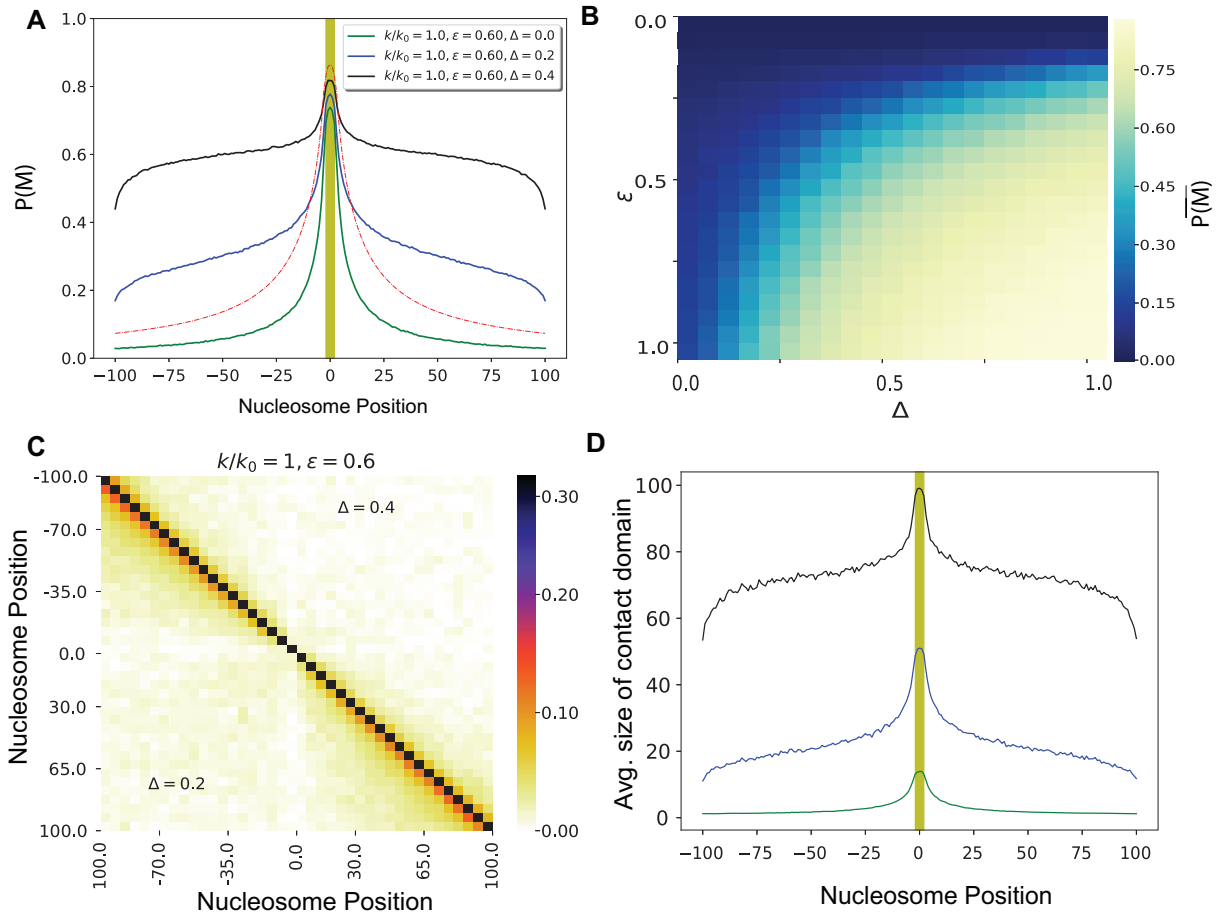 A
P(M)
1.0
0.8
0.6
0.4
0.2
0.0
k/k₀ = 1.0, ε = 0.60, Δ = 0.0
k/k₀ = 1.0, ε = 0.60, Δ = 0.2
k/k₀ = 1.0, ε = 0.60, Δ = 0.4
−100 −75 −50 −25 0 25 50 75 100
Nucleosome Position
B
ε
0.0
0.5
1.0
0.0 0.5 1.0
Δ
0.75
0.60
0.45
0.30
0.15
0.00
P(M)
C
k/k₀ = 1, ε = 0.6
Δ = 0.4
Δ = 0.2
Nucleosome Position
-100.0
-70.0
-35.0
0.0
30.0
65.0
100.0
100.0 -70.0 -35.0 0.0 30.0 65.0 100.0
Nucleosome Position
0.30
0.20
0.10
0.00
D
Avg. size of contact domain
100
80
60
40
20
0
−100 −75 −50 −25 0 25 50 75 100
Nucleosome Position